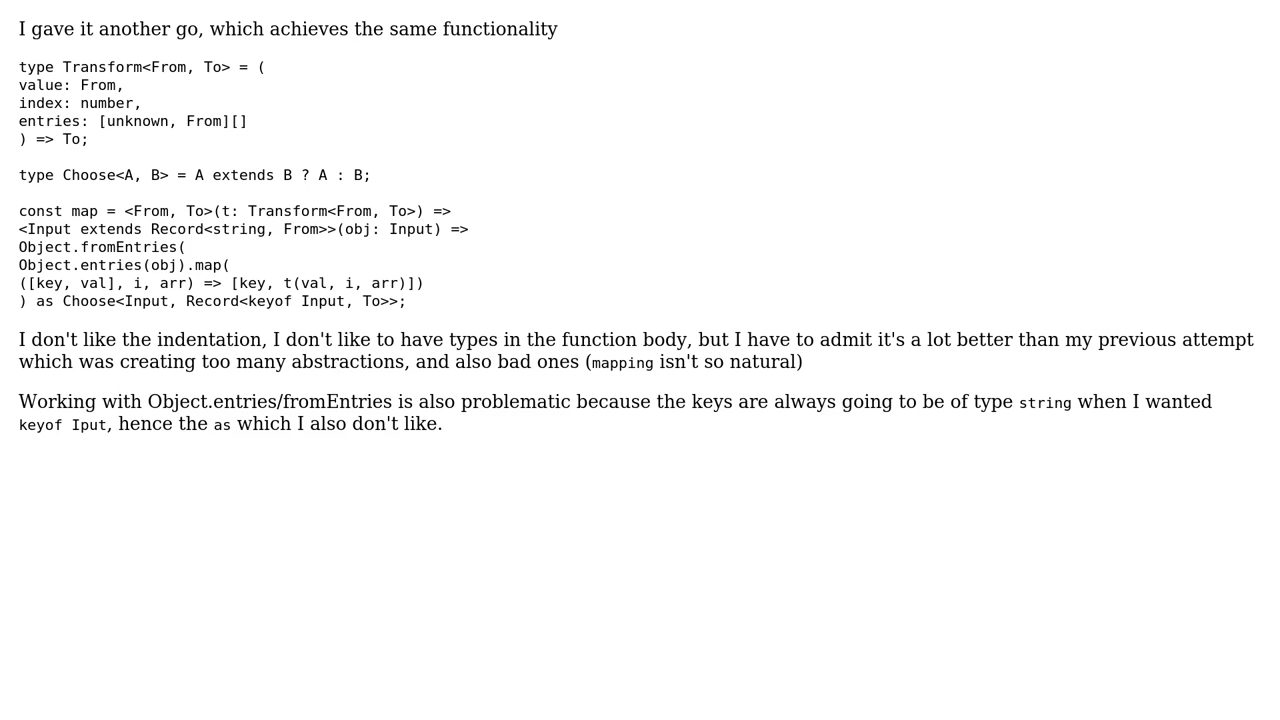 I gave it another go, which achieves the same functionality
type Transform<From, To> = (
value: From,
index: number,
entries: [unknown, From][]
) => To;
type Choose<A, B> = A extends B ? A : B;
const map = <From, To>(t: Transform<From, To>) =>
<Input extends Record<string, From>>(obj: Input) =>
Object.fromEntries(
Object.entries(obj).map(
([key, val], i, arr) => [key, t(val, i, arr)])
) as Choose<Input, Record<keyof Input, To>>;
I don't like the indentation, I don't like to have types in the function body, but I have to admit it's a lot better than my previous attempt
which was creating too many abstractions, and also bad ones (mapping isn't so natural)
Working with Object.entries/fromEntries is also problematic because the keys are always going to be of type string when I wanted
keyof Iput, hence the as which I also don't like.